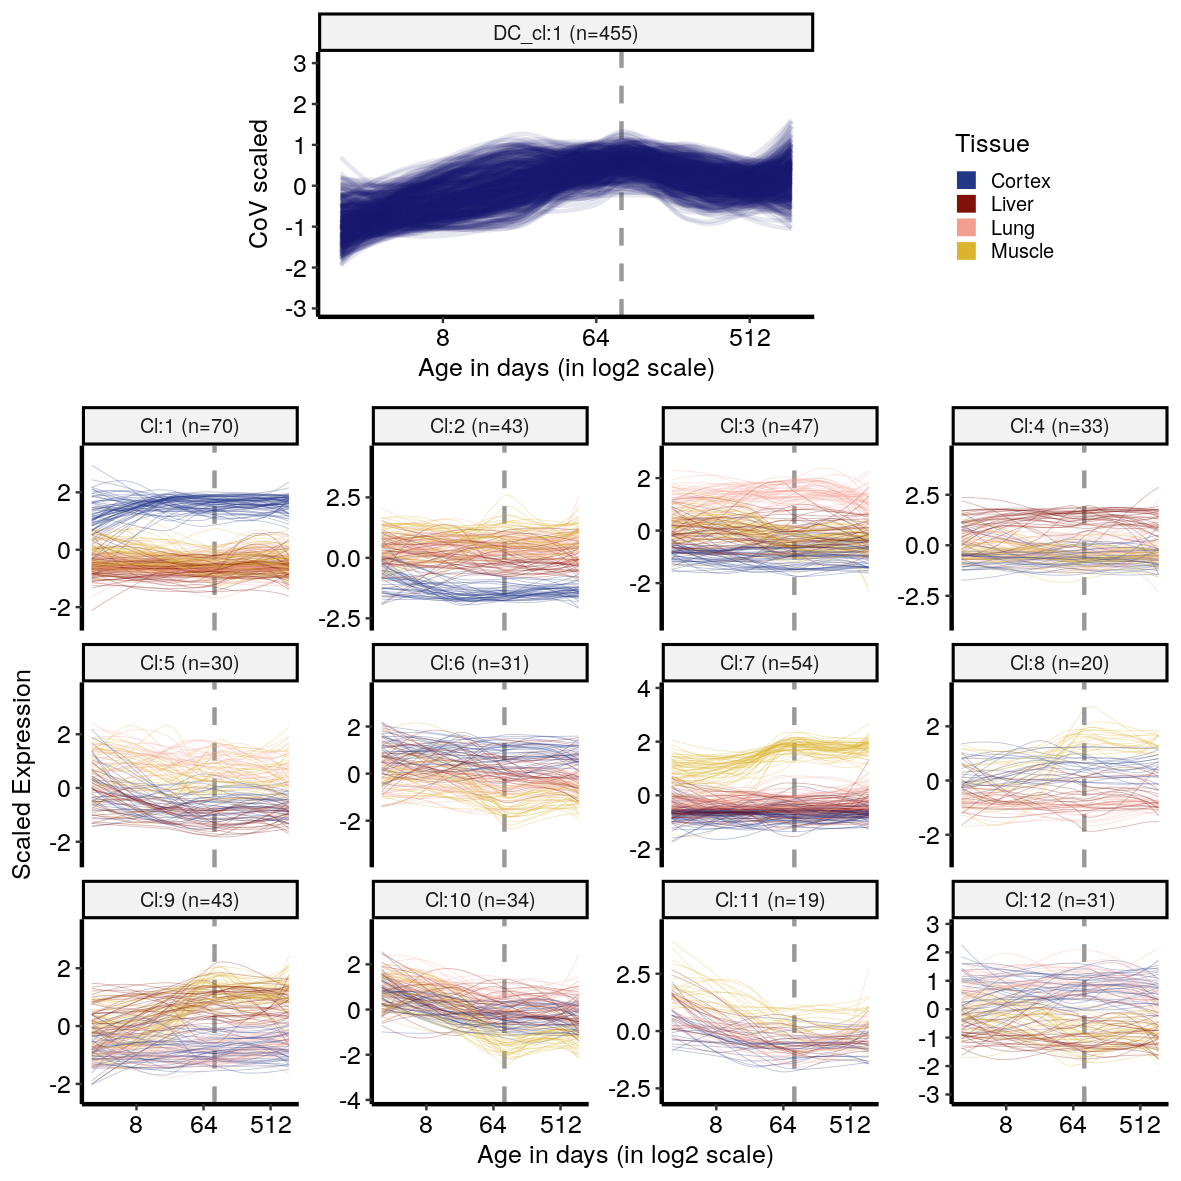 DC_cl:1 (n=455)
3
2
1
0
-1
-2
-3
CoV scaled
8 64 512
Age in days (in log2 scale)
Tissue
Cortex
Liver
Lung
Muscle
Cl:1 (n=70) Cl:2 (n=43) Cl:3 (n=47) Cl:4 (n=33)
2 2.5 2 2.5
0 0.0 0 0.0
-2 -2.5 -2 -2.5
Cl:5 (n=30) Cl:6 (n=31) Cl:7 (n=54) Cl:8 (n=20)
2 2 4 2
0 0 2 0
-2 -2 0 -2
-2
Scaled Expression
Cl:9 (n=43) Cl:10 (n=34) Cl:11 (n=19) Cl:12 (n=31)
2 2 2.5 3
0 0 0.0 2
-2 -2 -2.5 1
-4 0
-1
-2
-3
8 64 512 8 64 512 8 64 512 8 64 512
Age in days (in log2 scale)